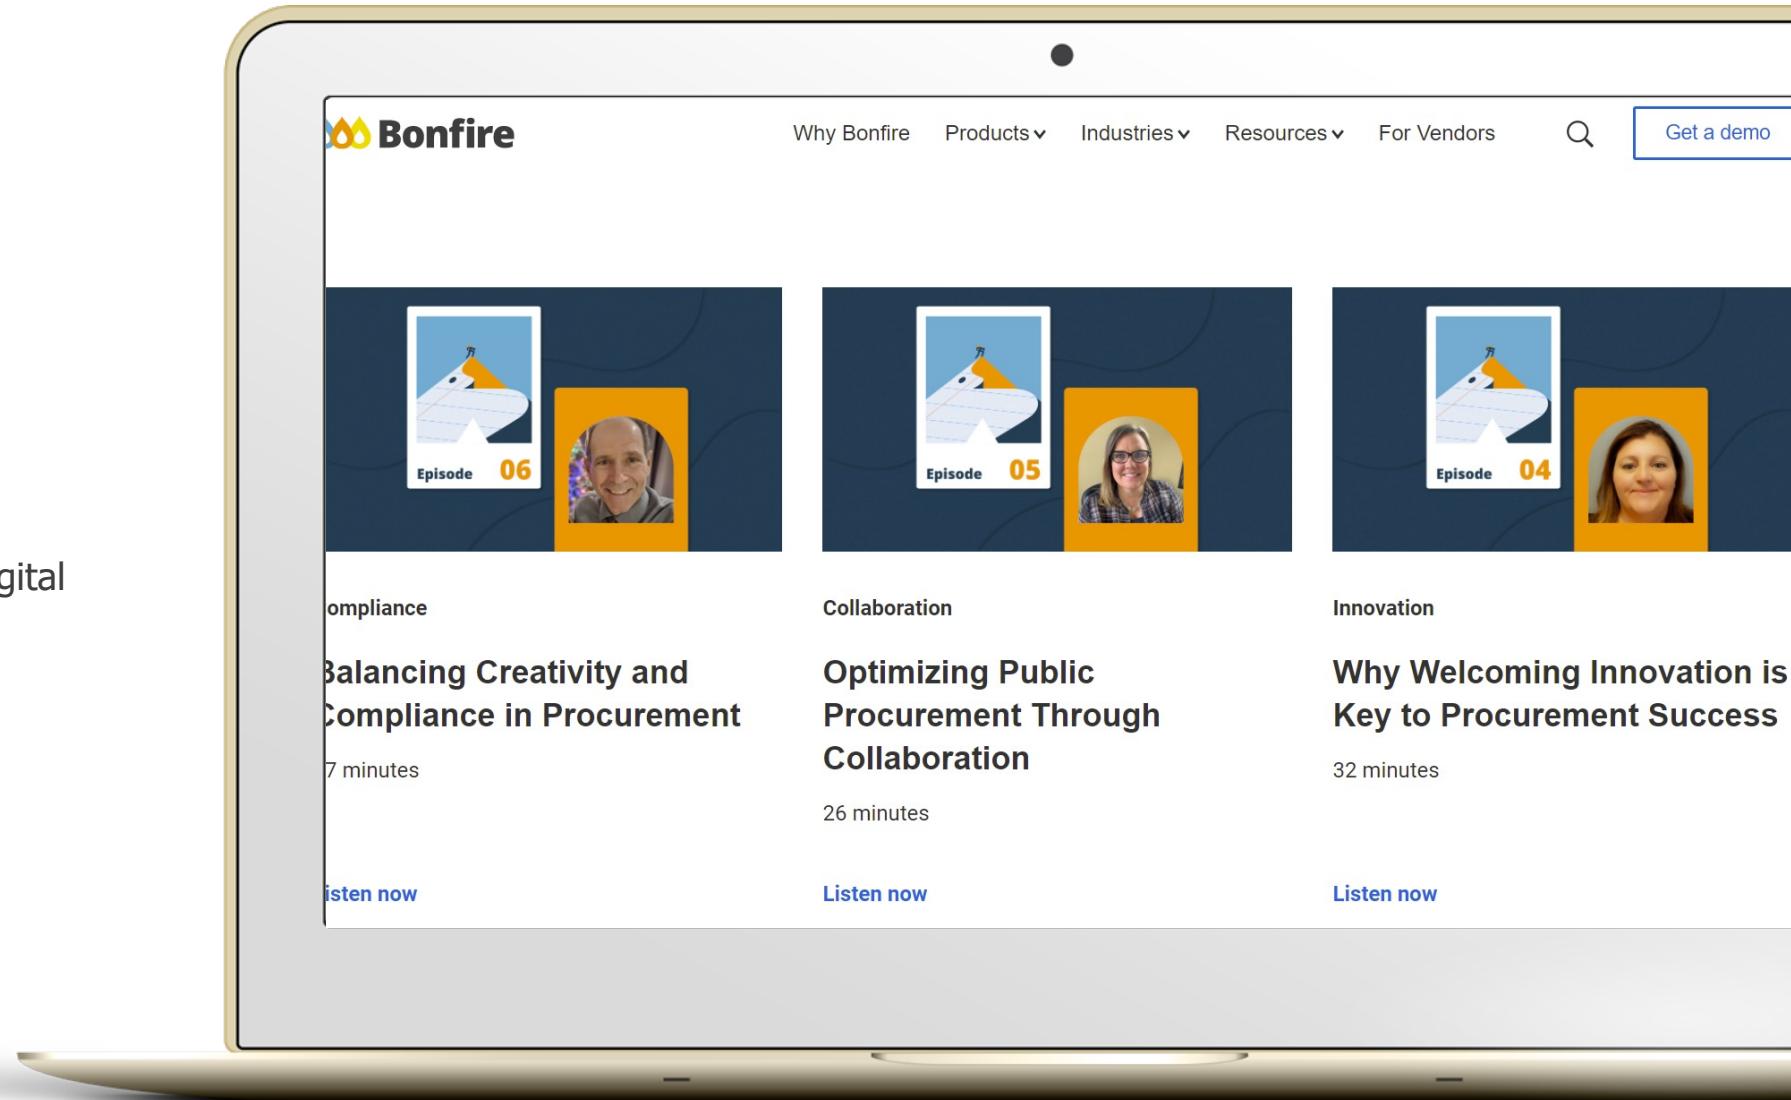 Bonfire
Why Bonfire Products Industries Resources For Vendors Get a demo
Episode 06
Episode 05
Episode 04
gital
ompliance
Collaboration
Innovation
Balancing Creativity and
Compliance in Procurement
7 minutes
Optimizing Public
Procurement Through
Collaboration
26 minutes
Why Welcoming Innovation is
Key to Procurement Success
32 minutes
isten now
Listen now
Listen now